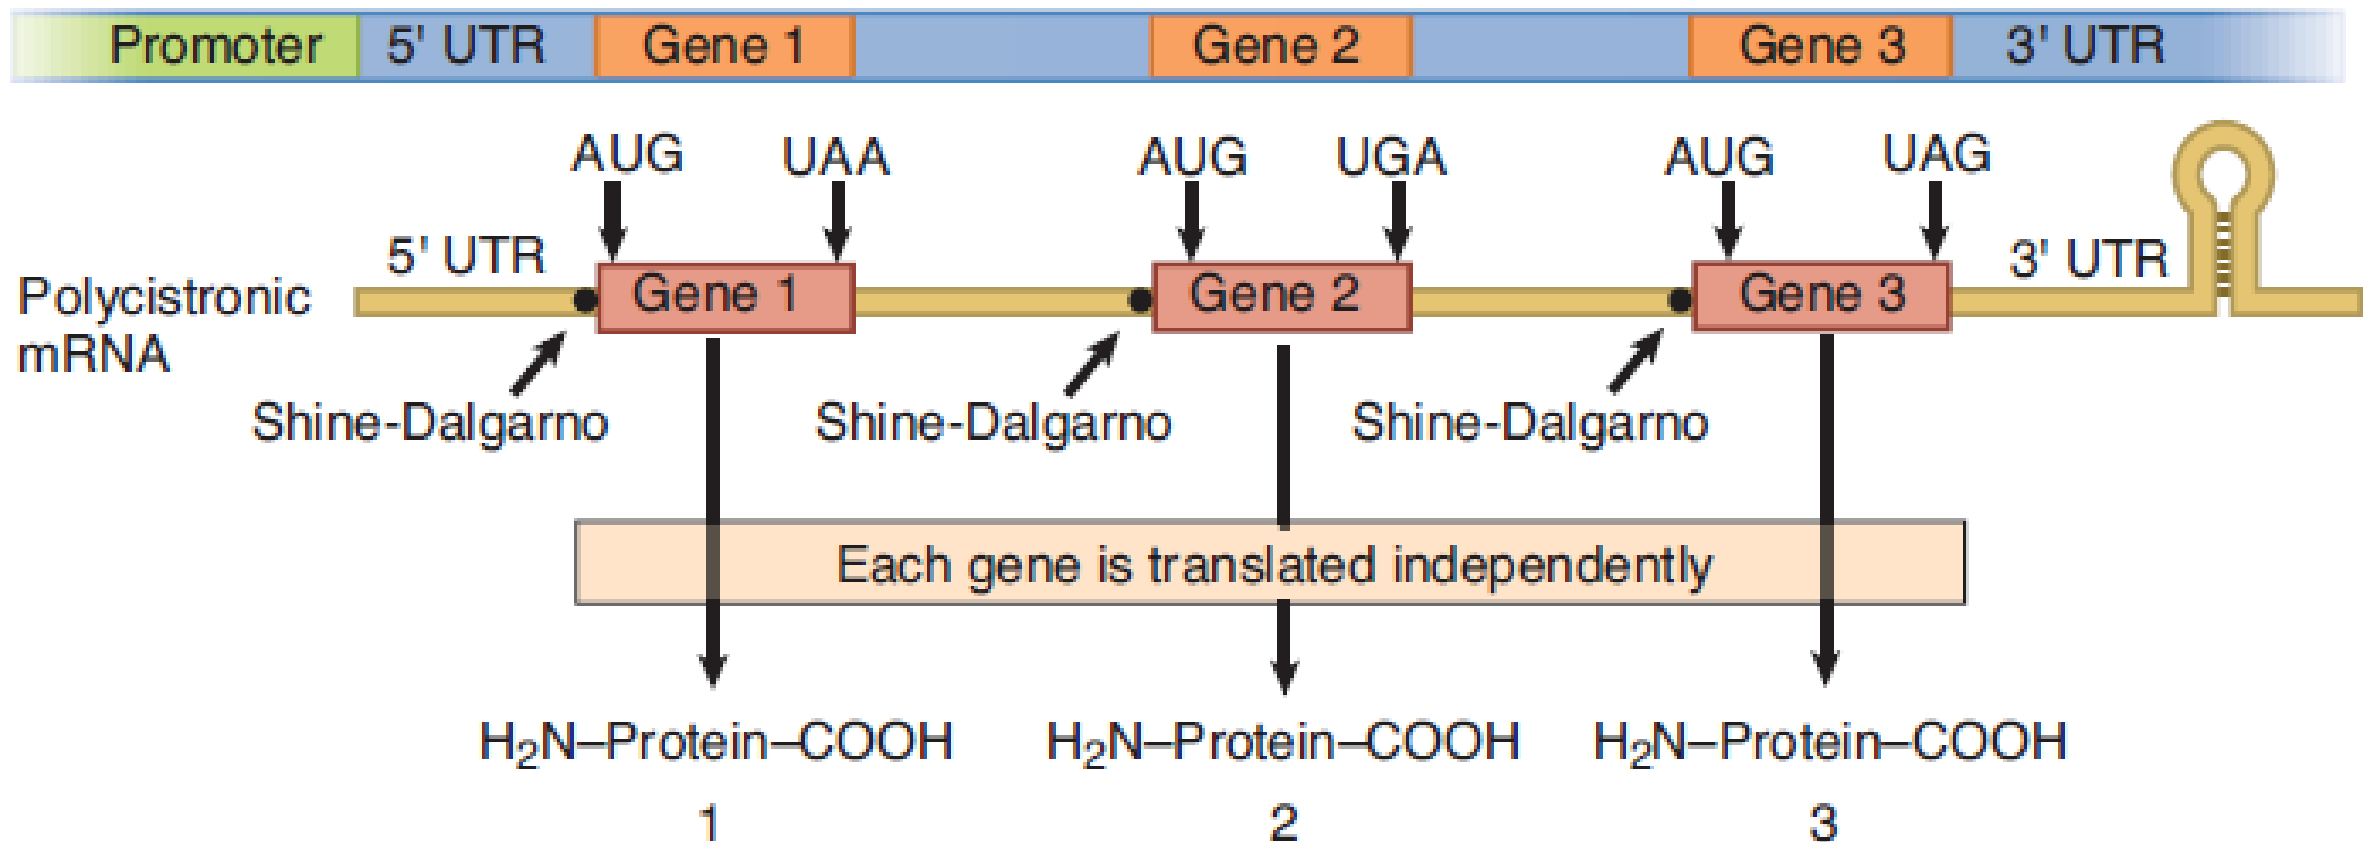 Promoter 5' UTR Gene 1 Gene 2 Gene 3 3' UTR
AUG UAA AUG UGA AUG UAG
5' UTR 3' UTR
Polycistronic
mRNA
Gene 1 Gene 2 Gene 3
Shine-Dalgarno Shine-Dalgarno Shine-Dalgarno
Each gene is translated independently
H₂N–Protein–COOH H₂N–Protein–COOH H₂N–Protein–COOH
1 2 3